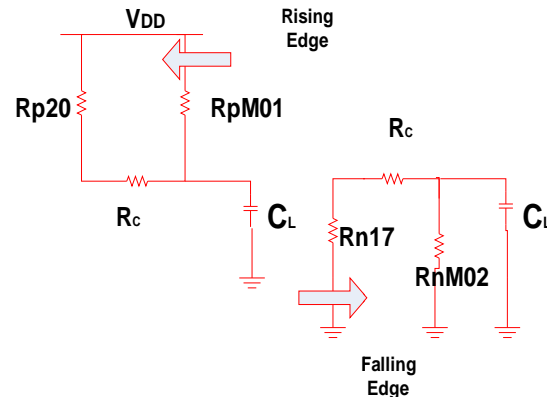 VDD
Rising
Edge
Rp20
RpM01
Rc
Rc
CL
Rn17
CL
RnM02
Falling
Edge